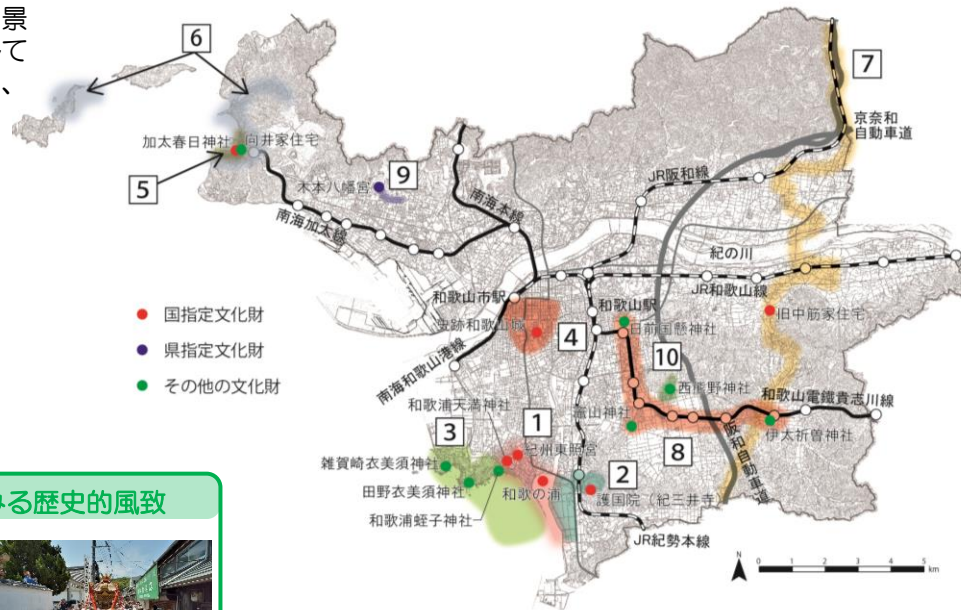 景
て
、
6
7
京奈和
自動車道
加太春日神社
向井家住宅
5
9
木本八幡宮
南海本線
JR阪和線
南海加太線
紀の川
JR和歌山線
和歌山市駅
和歌山駅
旧中筋家住宅
国指定文化財
県指定文化財
その他の文化財
史跡和歌山城
4
日前国懸神社
10
西熊野神社
南海和歌山港線
和歌山電鐵貴志川線
和歌浦天満神社
竈山神社
伊太祁曽神社
1
3
紀州東照宮
8
阪和自動車道
雑賀崎衣美須神社
2
田野衣美須神社
和歌の浦
護国院（紀三井寺）
和歌浦蛭子神社
JR紀勢本線
みる歴史的風致
N
0 1 2 3 4 5
km